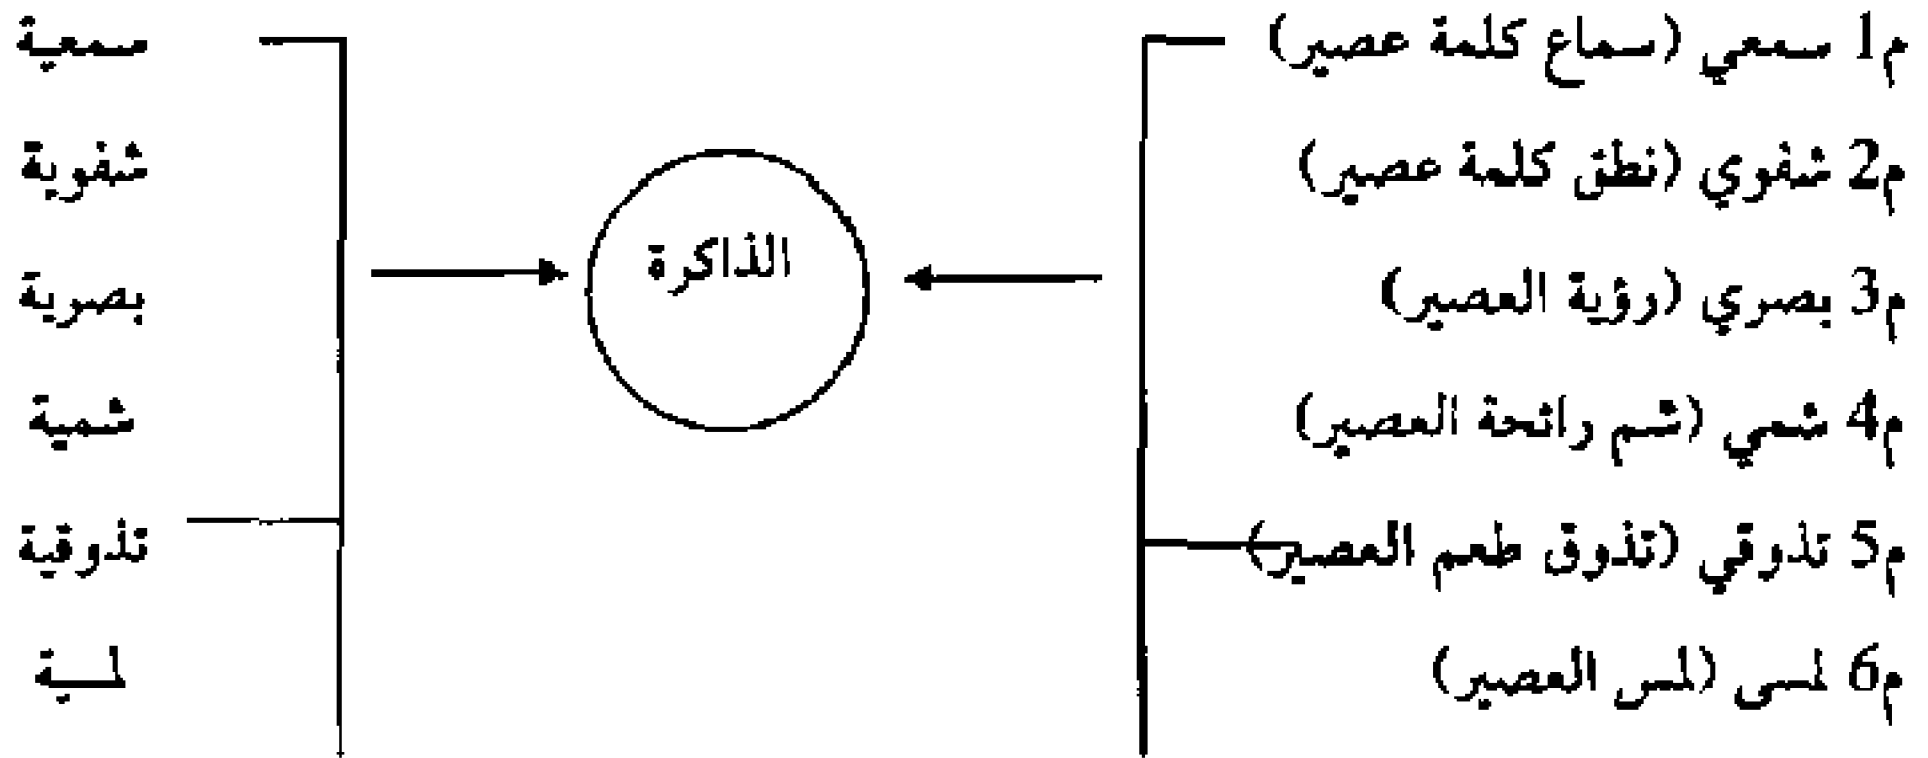 م1 سمعي (سماع كلمة عصير)
م2 شفوي (نطق كلمة عصير)
م3 بصري (رؤية العصير)
م4 شمي (شم رائحة العصير)
م5 تذوقي (تذوق طعم العصير)
م6 لمسى (لمس العصير)
الذاكرة
سمعية
شفوية
بصرية
شمية
تذوقية
لمسية